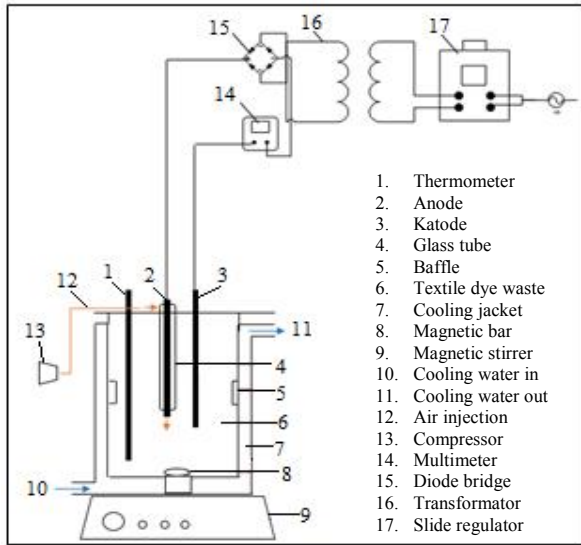 15
16
17
14
1. Thermometer
2. Anode
3. Katode
4. Glass tube
5. Baffle
6. Textile dye waste
7. Cooling jacket
8. Magnetic bar
9. Magnetic stirrer
10. Cooling water in
11. Cooling water out
12. Air injection
13. Compressor
14. Multimeter
15. Diode bridge
16. Transformator
17. Slide regulator
12
1
2
3
13
11
4
5
6
7
8
10
9